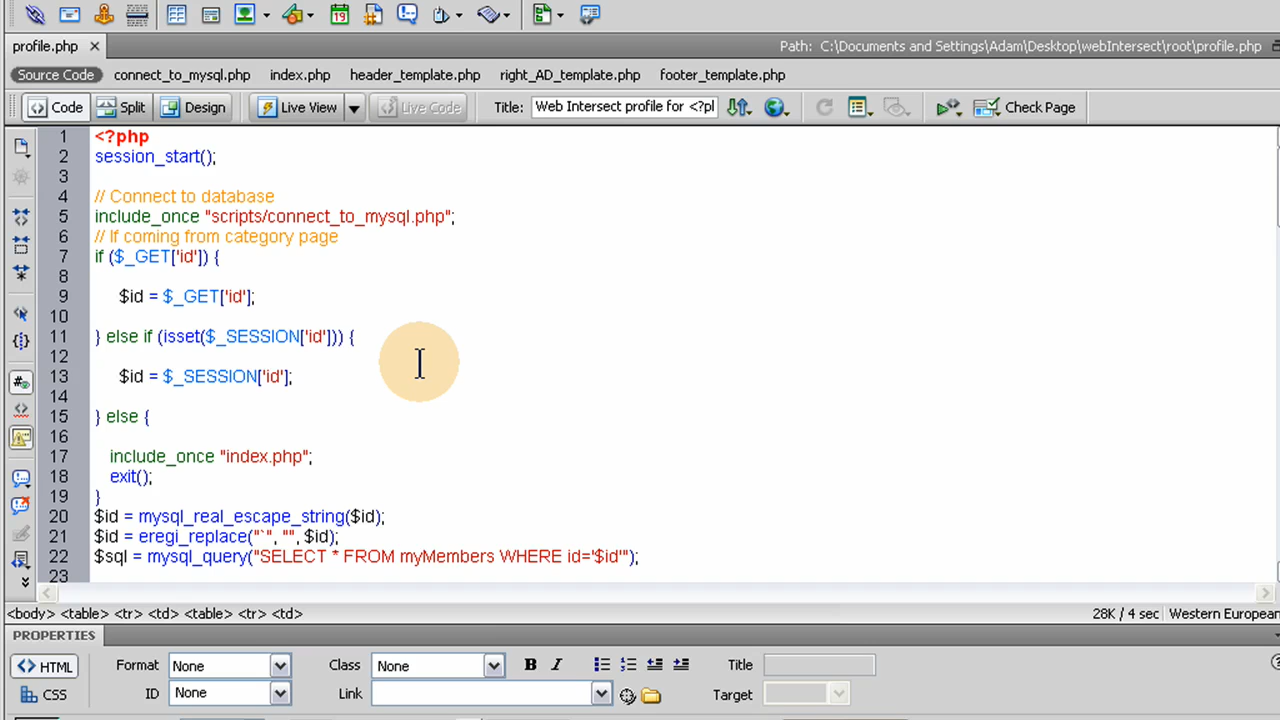 19
profile.php × Path: C:\Documents and Settings\Adam\Desktop\webIntersect\root\profile.php
Source Code connect_to_mysql.php index.php header_template.php right_AD_template.php footer_template.php
Code Split Design Live View Live Code Title: Web Intersect profile for <?pl Check Page
1 <?php
2 session_start();
3
4 // Connect to database
5 include_once "scripts/connect_to_mysql.php";
6 // If coming from category page
7 if ($_GET['id']) {
8
9 $id = $_GET['id'];
10
11 } else if (isset($_SESSION['id'])) {
12
13 $id = $_SESSION['id'];
14
15 } else {
16
17 include_once "index.php";
18 exit();
19 }
20 $id = mysql_real_escape_string($id);
21 $id = eregi_replace("`", "", $id);
22 $sql = mysql_query("SELECT * FROM myMembers WHERE id='$id'");
23
<body> <table> <tr> <td> <table> <tr> <td> 28K / 4 sec Western European
PROPERTIES
<> HTML Format None Class None B I Title
CSS ID None Link Target